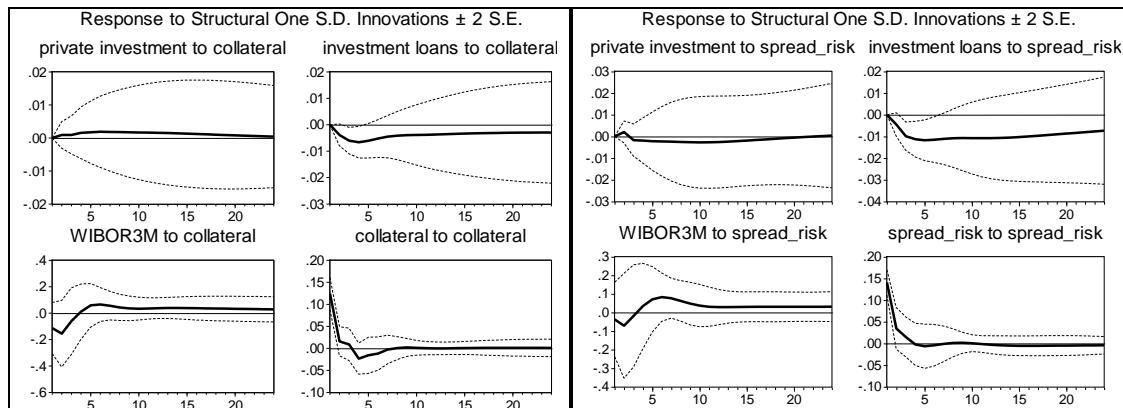 Response to Structural One S.D. Innovations ± 2 S.E.
private investment to collateral
.02
.01
.00
-.01
-.02
5 10 15 20
investment loans to collateral
.02
.01
.00
-.01
-.02
-.03
5 10 15 20
WIBOR3M to collateral
.4
.2
.0
-.2
-.4
-.6
5 10 15 20
collateral to collateral
.20
.15
.10
.05
.00
-.05
-.10
5 10 15 20
Response to Structural One S.D. Innovations ± 2 S.E.
private investment to spread_risk
.03
.02
.01
.00
-.01
-.02
-.03
5 10 15 20
investment loans to spread_risk
.02
.01
.00
-.01
-.02
-.03
-.04
5 10 15 20
WIBOR3M to spread_risk
.3
.2
.1
.0
-.1
-.2
-.3
-.4
5 10 15 20
spread_risk to spread_risk
.20
.15
.10
.05
.00
-.05
-.10
5 10 15 20